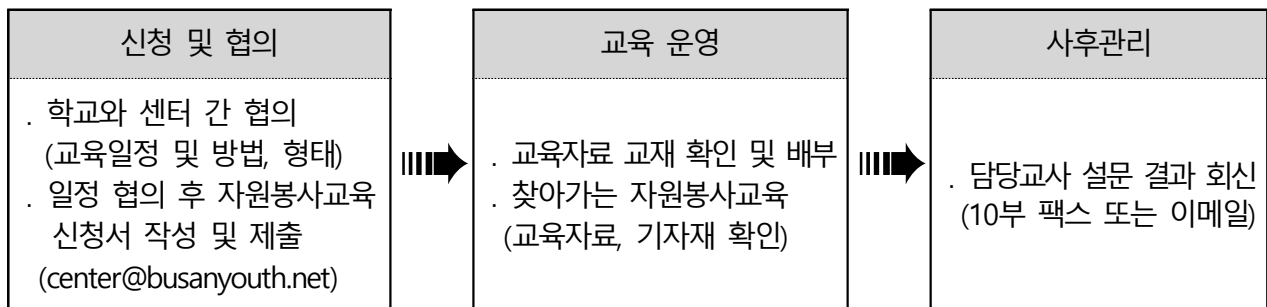 신청 및 협의
. 학교와 센터 간 협의
(교육일정 및 방법, 형태)
. 일정 협의 후 자원봉사교육
신청서 작성 및 제출
(center@busanyouth.net)
교육 운영
. 교육자료 교재 확인 및 배부
. 찾아가는 자원봉사교육
(교육자료, 기자재 확인)
사후관리
. 담당교사 설문 결과 회신
(10부 팩스 또는 이메일)